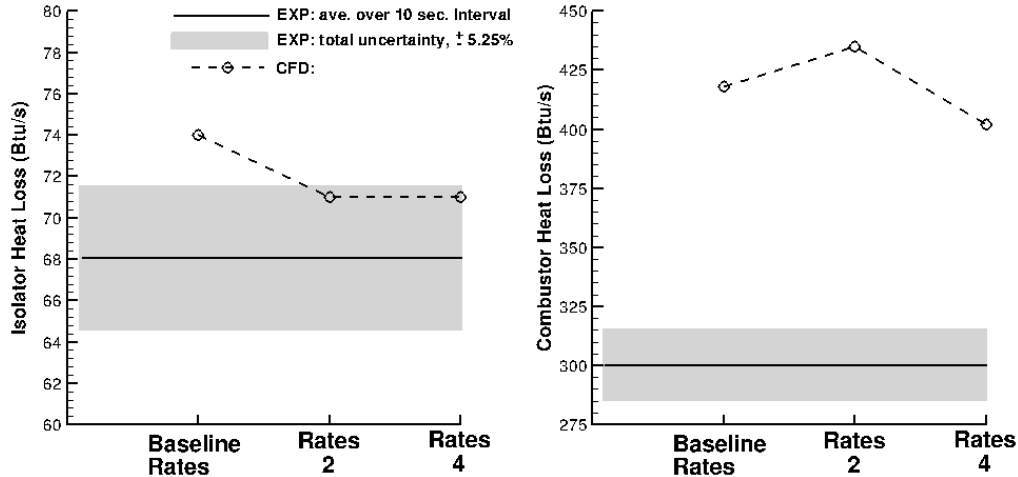 EXP: ave. over 10 sec. Interval
EXP: total uncertainty, ± 5.25%
CFD:
Isolator Heat Loss (Btu/s)
80
78
76
74
72
70
68
66
64
62
60
Baseline
Rates
Rates
2
Rates
4
Combustor Heat Loss (Btu/s)
450
425
400
375
350
325
300
275
Baseline
Rates
Rates
2
Rates
4